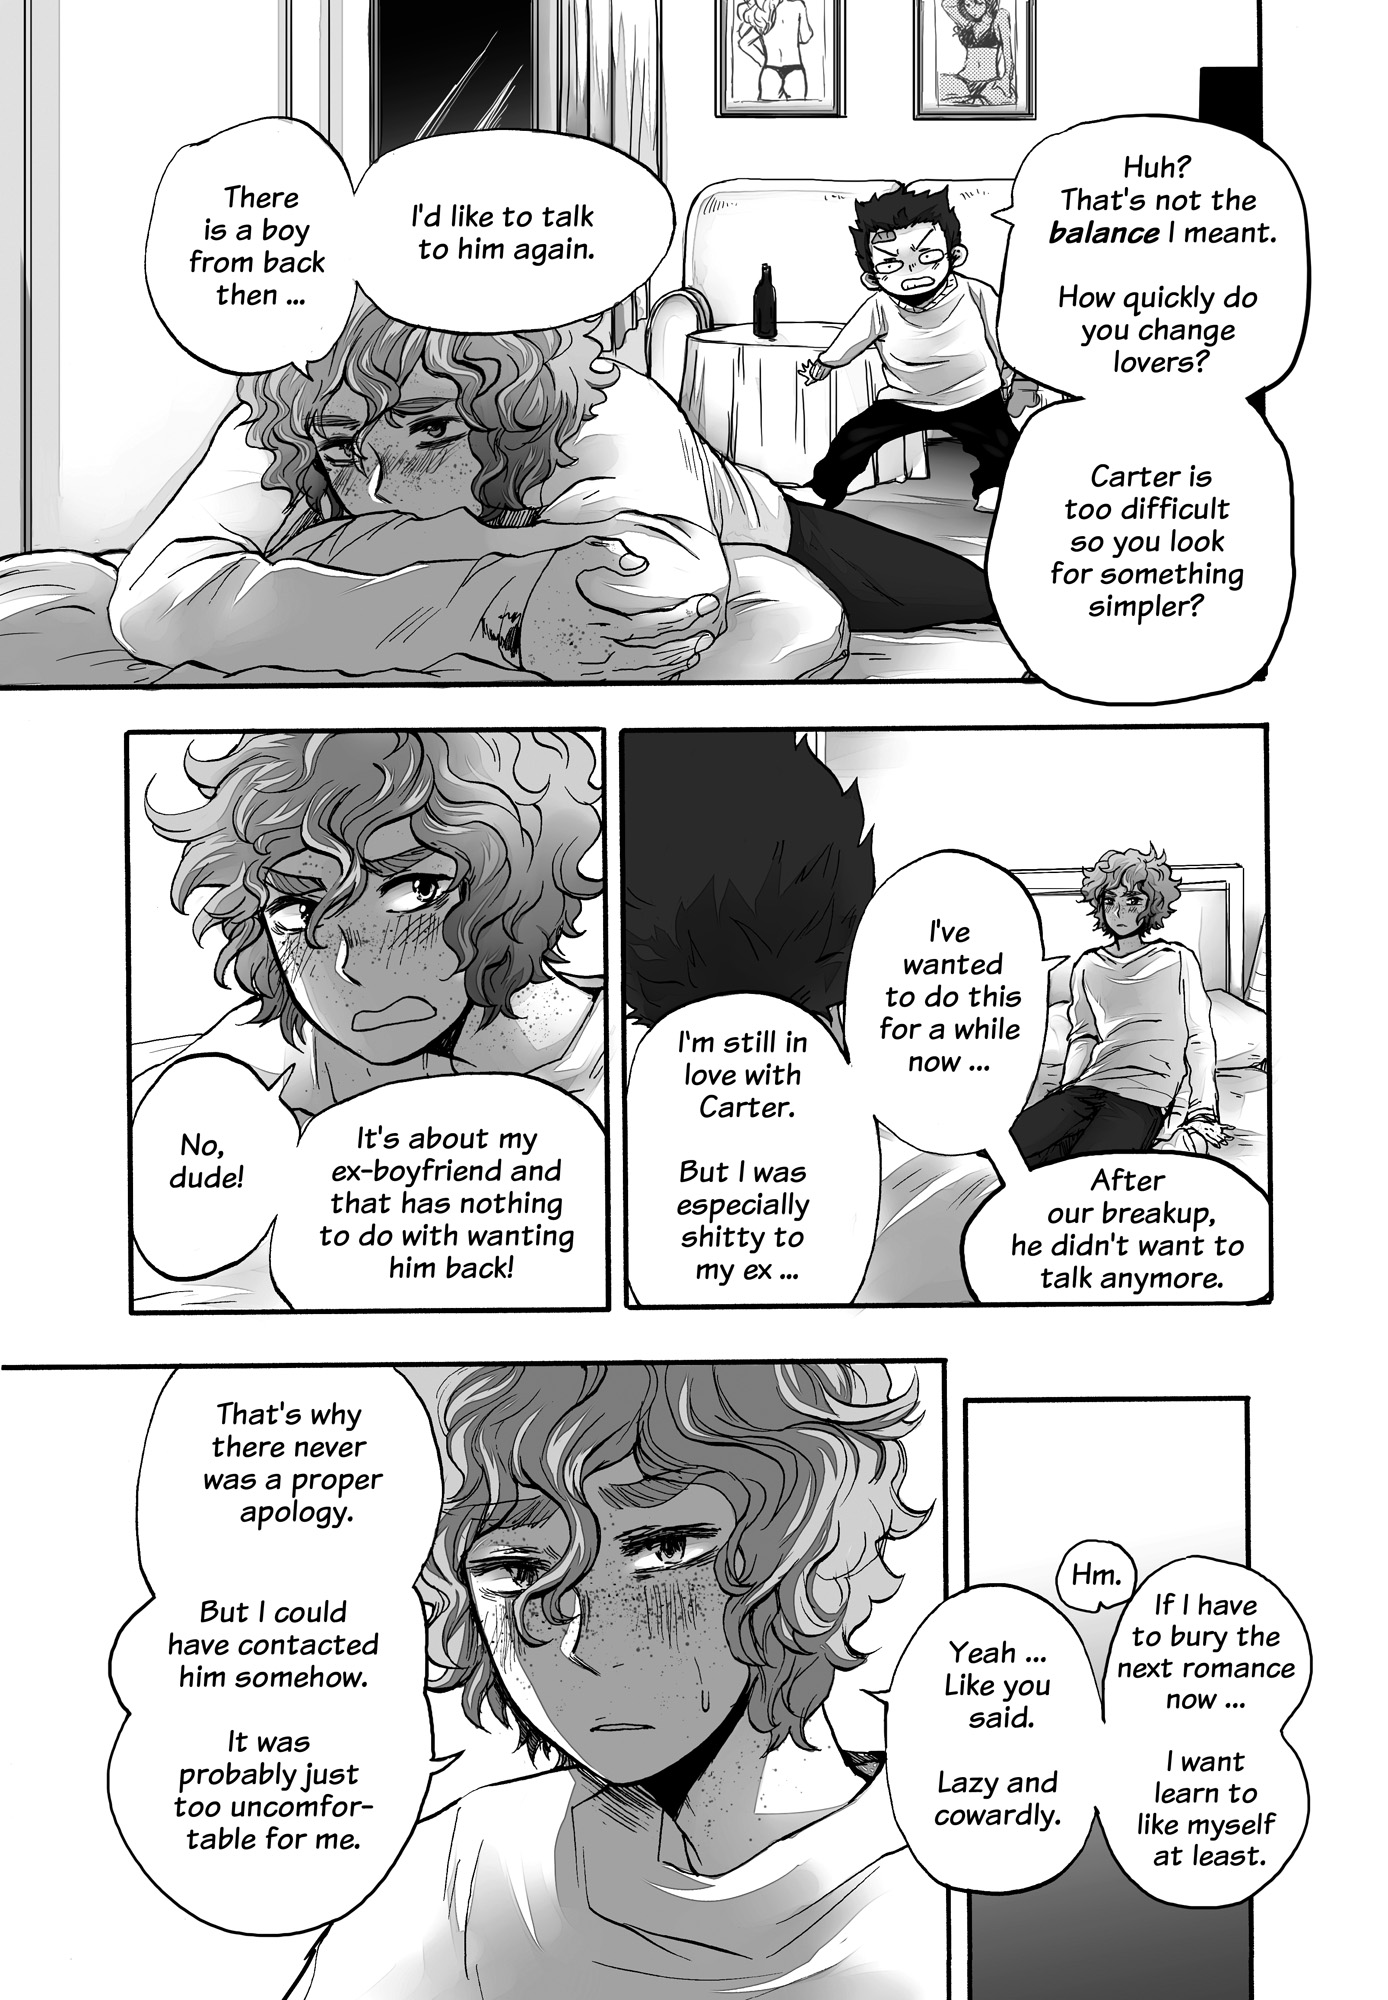 There
is a boy
from back
then ...
I'd like to talk
to him again.
Huh?
That's not the
balance I meant.
How quickly do
you change
lovers?
Carter is
too difficult
so you look
for something
simpler?
No,
dude!
It's about my
ex-boyfriend and
that has nothing
to do with wanting
him back!
I'm still in
love with
Carter.
But I was
especially
shitty to
my ex ...
I've
wanted
to do this
for a while
now ...
After
our breakup,
he didn't want to
talk anymore.
That's why
there never
was a proper
apology.
But I could
have contacted
him somehow.
It was
probably just
too uncomfor-
table for me.
Yeah ...
Like you
said.
Lazy and
cowardly.
Hm.
If I have
to bury the
next romance
now ...
I want
learn to
like myself
at least.